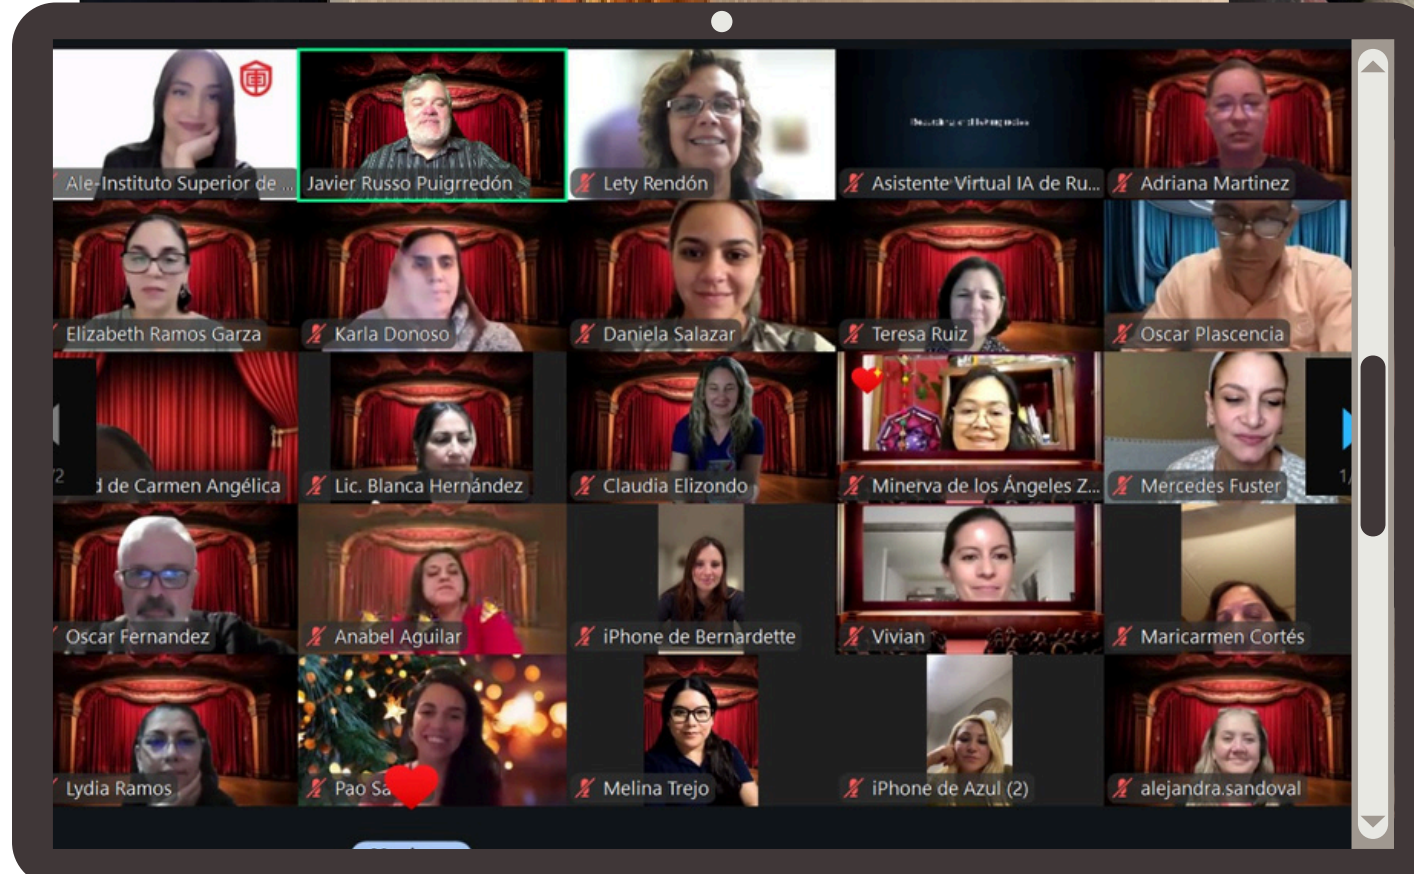 Ale-Instituto Superior de ...
Javier Russo Puigrredón
Lety Rendón
Asistente Virtual IA de Ru...
Adriana Martinez
Elizabeth Ramos Garza
Karla Donoso
Daniela Salazar
Teresa Ruiz
Oscar Plascencia
d de Carmen Angélica
Lic. Blanca Hernández
Claudia Elizondo
Minerva de los Ángeles Z...
Mercedes Fuster
Oscar Fernandez
Anabel Aguilar
iPhone de Bernardette
Vivian
Maricarmen Cortés
Lydia Ramos
Pao Sa
Melina Trejo
iPhone de Azul (2)
alejandra.sandoval